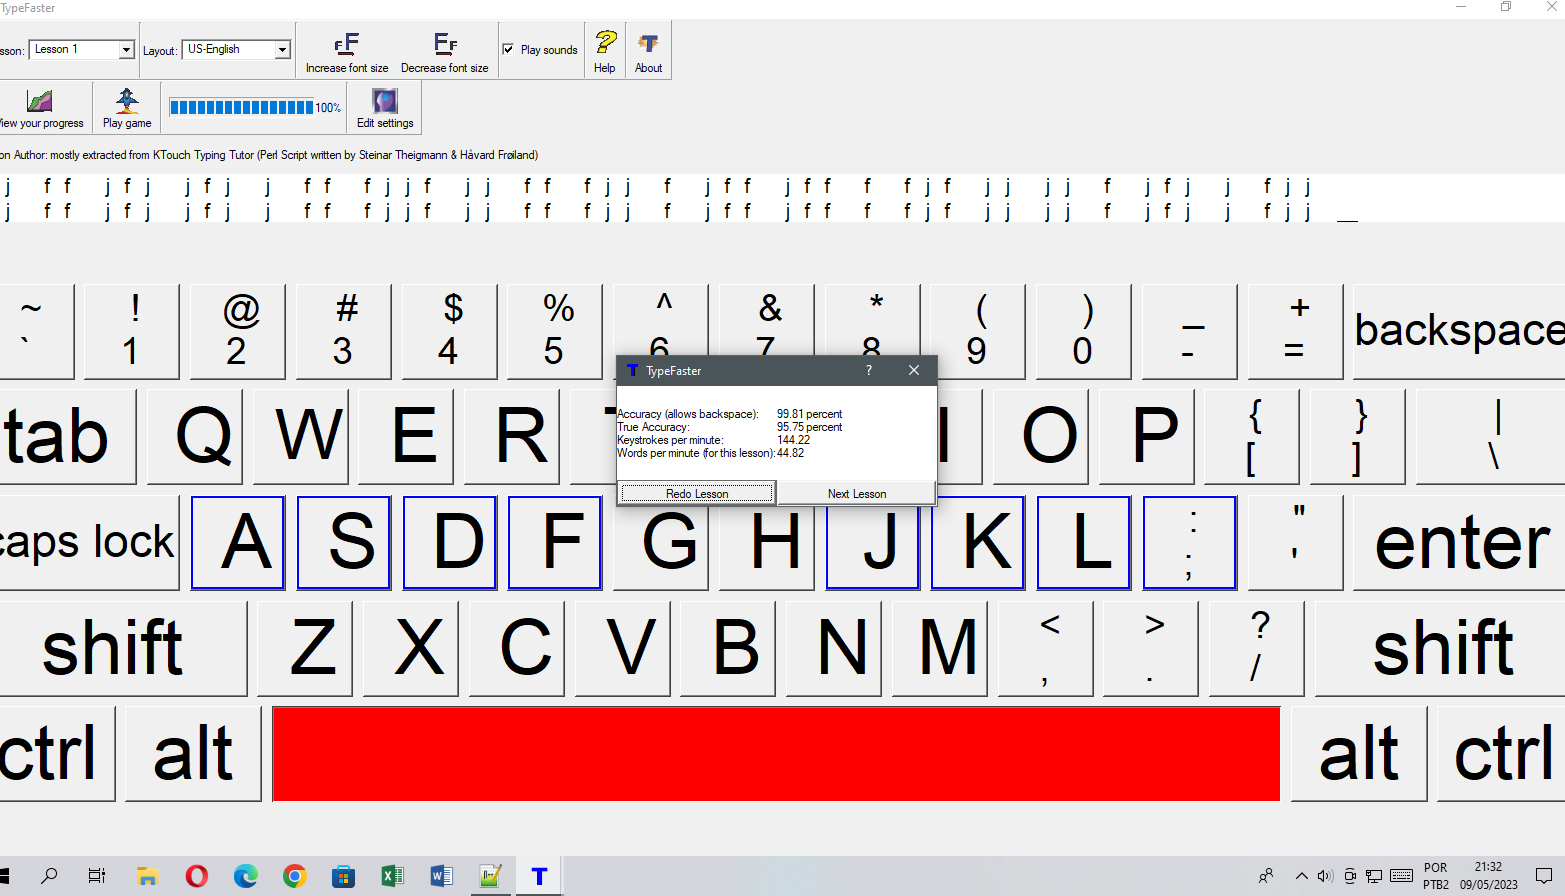 TypeFaster
sson: Lesson 1 Layout: US-English Increase font size Decrease font size Play sounds Help About
iew your progress Play game 100% Edit settings
on Author: mostly extracted from KTouch Typing Tutor (Perl Script written by Steinar Theigmann & Håvard Frøiland)
j f f j f j j f j j f f f j j f j j f f f j j f j f f j f f f f j f j j j j f j f j j f j j
j f f j f j j f j j f f f j j f j j f f f j j f j f f j f f f f j f j j j j f j f j j f j j
~ ! @ # $ % ^ & * ( ) _ +
` 1 2 3 4 5 6 7 8 9 0 - = backspace
TypeFaster ?
Accuracy (allows backspace): 99.81 percent
True Accuracy: 95.75 percent
Keystrokes per minute: 144.22
Words per minute (for this lesson): 44.82
Redo Lesson Next Lesson
tab Q W E R I O P { [ } ] | \
caps lock A S D F G H J K L : ; " ' enter
shift Z X C V B N M < , > . ? / shift
ctrl alt alt ctrl
POR 21:32
PTB2 09/05/2023